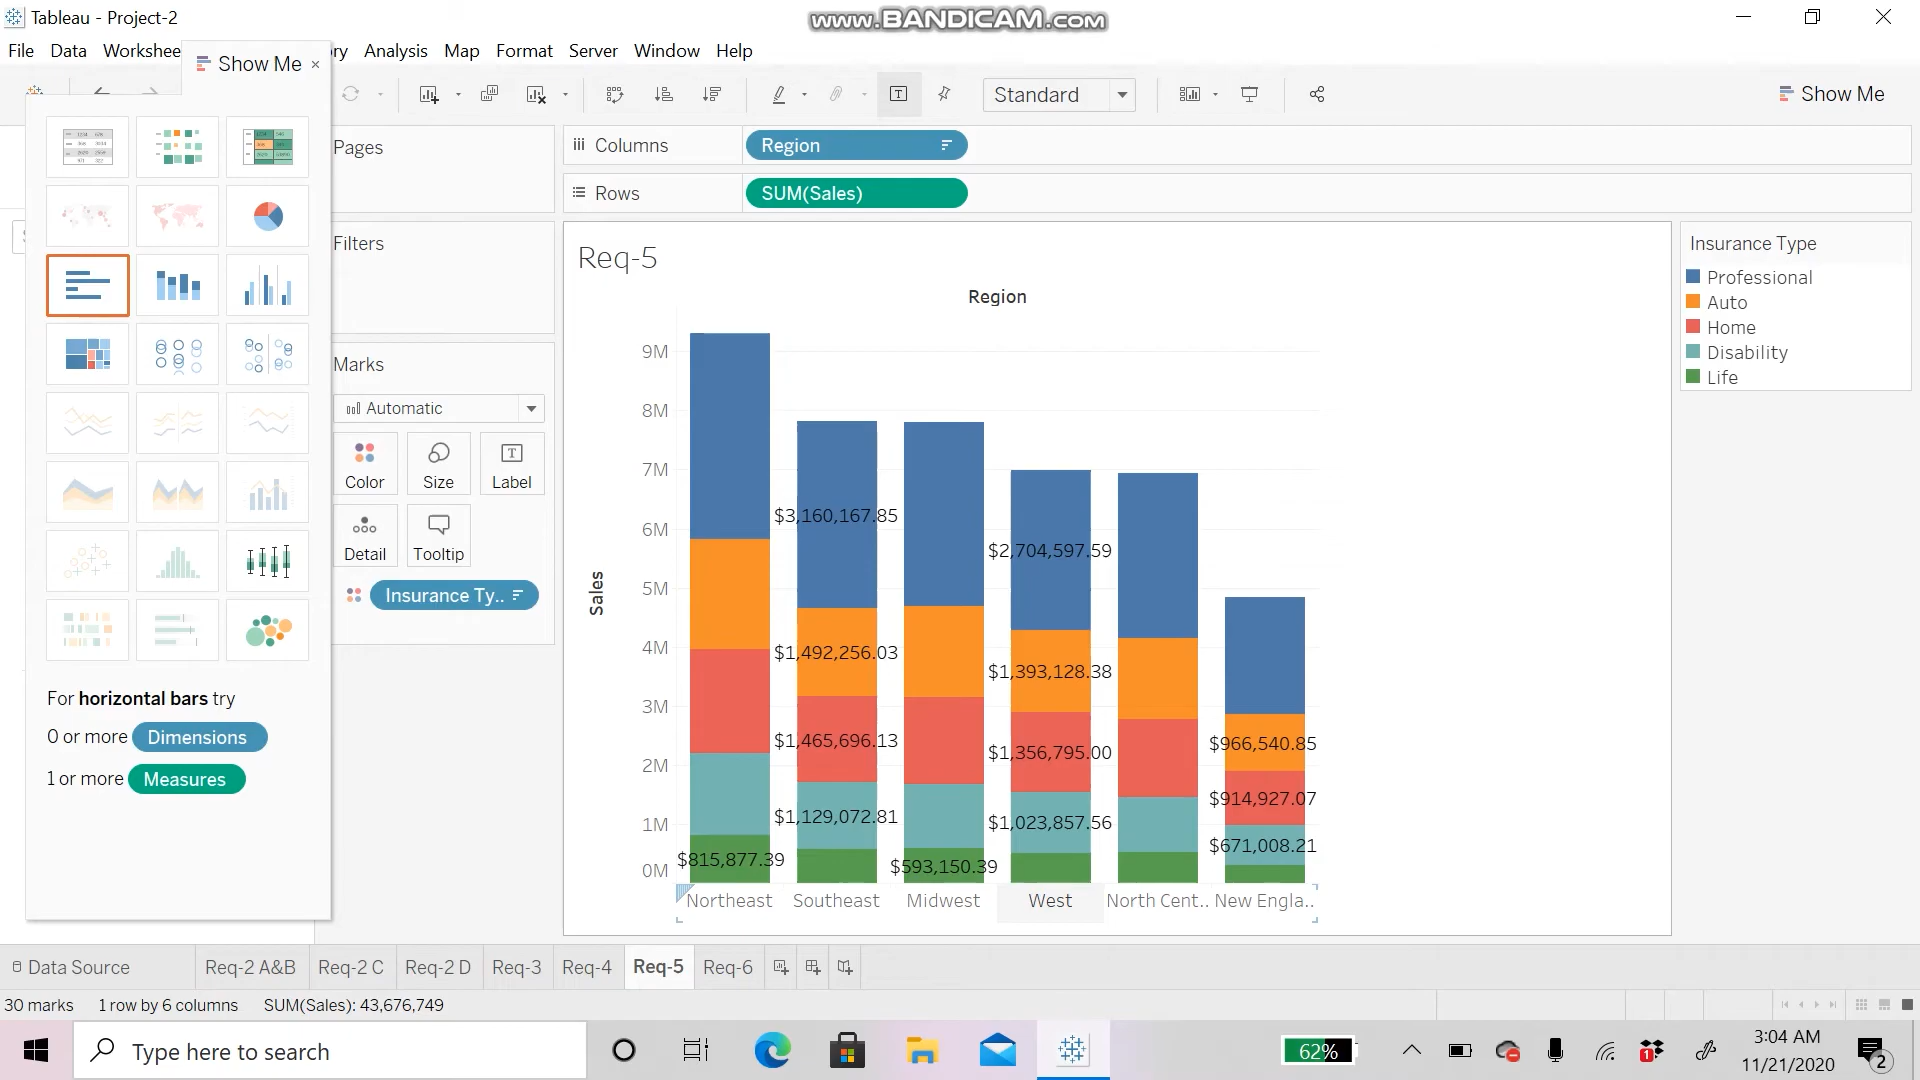 Tableau - Project-2
www.BANDICAM.com
File Data Workshee ry Analysis Map Format Server Window Help
Show Me ×
Standard
Show Me
Pages
iii Columns
Region
Rows
SUM(Sales)
Filters
Req-5
Region
Insurance Type
Professional
Auto
Home
Disability
Life
Marks
Automatic
Color
Size
Label
Detail
Tooltip
Insurance Ty..
Sales
9M
8M
7M
6M
5M
4M
3M
2M
1M
0M
$3,160,167.85
$2,704,597.59
$1,492,256.03
$1,393,128.38
$1,465,696.13
$1,356,795.00
$966,540.85
$914,927.07
$1,129,072.81
$1,023,857.56
$671,008.21
$815,877.39
$593,150.39
Northeast Southeast Midwest West North Cent.. New Engla..
For horizontal bars try
0 or more Dimensions
1 or more Measures
Data Source Req-2 A&B Req-2 C Req-2 D Req-3 Req-4 Req-5 Req-6
30 marks 1 row by 6 columns SUM(Sales): 43,676,749
Type here to search
62%
1
3:04 AM
11/21/2020
2